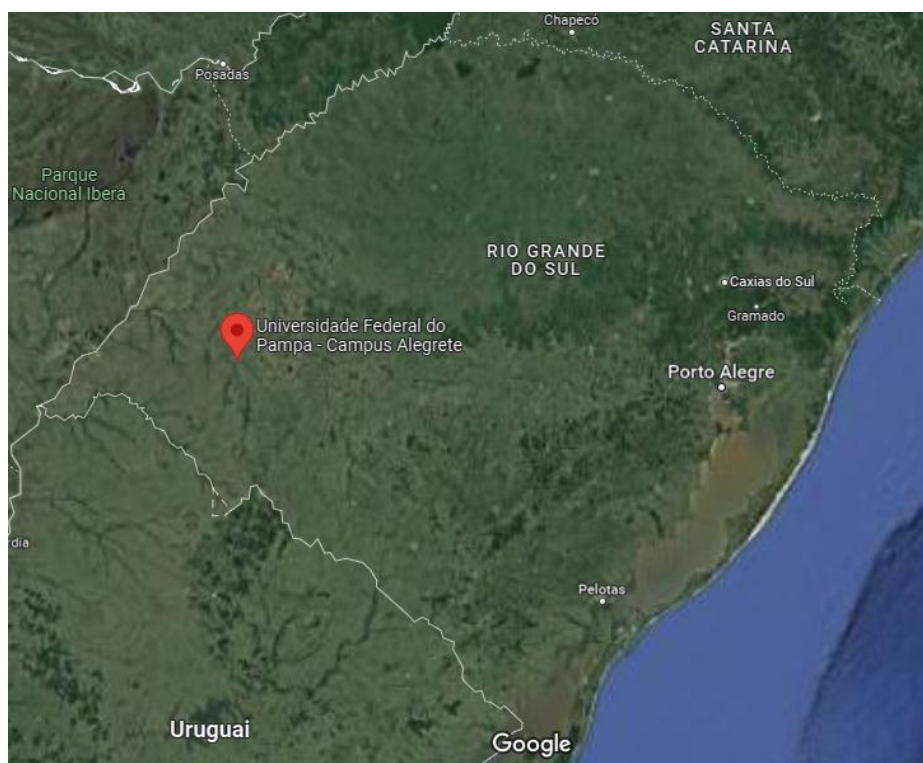 Chapecó
SANTA
CATARINA
Posadas
Parque
Nacional Iberá
RIO GRANDE
DO SUL
Caxias do Sul
Gramado
Universidade Federal do
Pampa - Campus Alegrete
Porto Alegre
rdia
Pelotas
Uruguai
Google